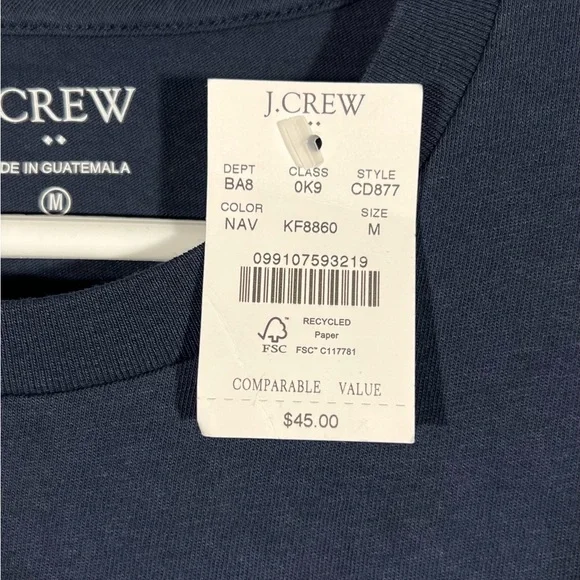 CREW
DE IN GUATEMALA
M
J.CREW
DEPT CLASS STYLE
BA8 0K9 CD877
COLOR SIZE
NAV KF8860 M
099107593219
RECYCLED
Paper
FSC FSC™ C117781
COMPARABLE VALUE
$45.00